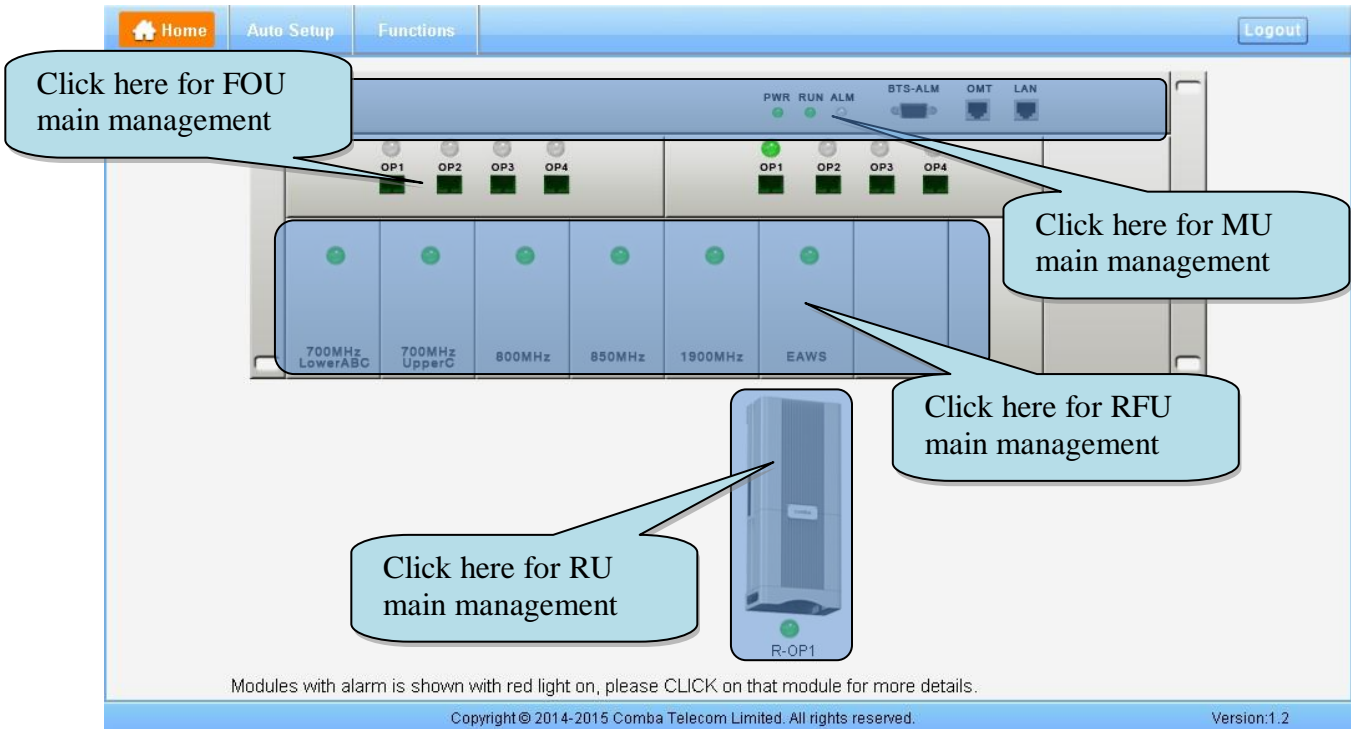 Home Auto Setup Functions Logout
Click here for FOU
main management
PWR RUN ALM BTS-ALM OMT LAN
OP1 OP2 OP3 OP4 OP1 OP2 OP3 OP4
Click here for MU
main management
700MHz
LowerABC
700MHz
UpperC
800MHz
850MHz
1900MHz
EAWS
Click here for RFU
main management
Click here for RU
main management
R-OP1
Modules with alarm is shown with red light on, please CLICK on that module for more details.
Copyright © 2014-2015 Comba Telecom Limited. All rights reserved. Version:1.2